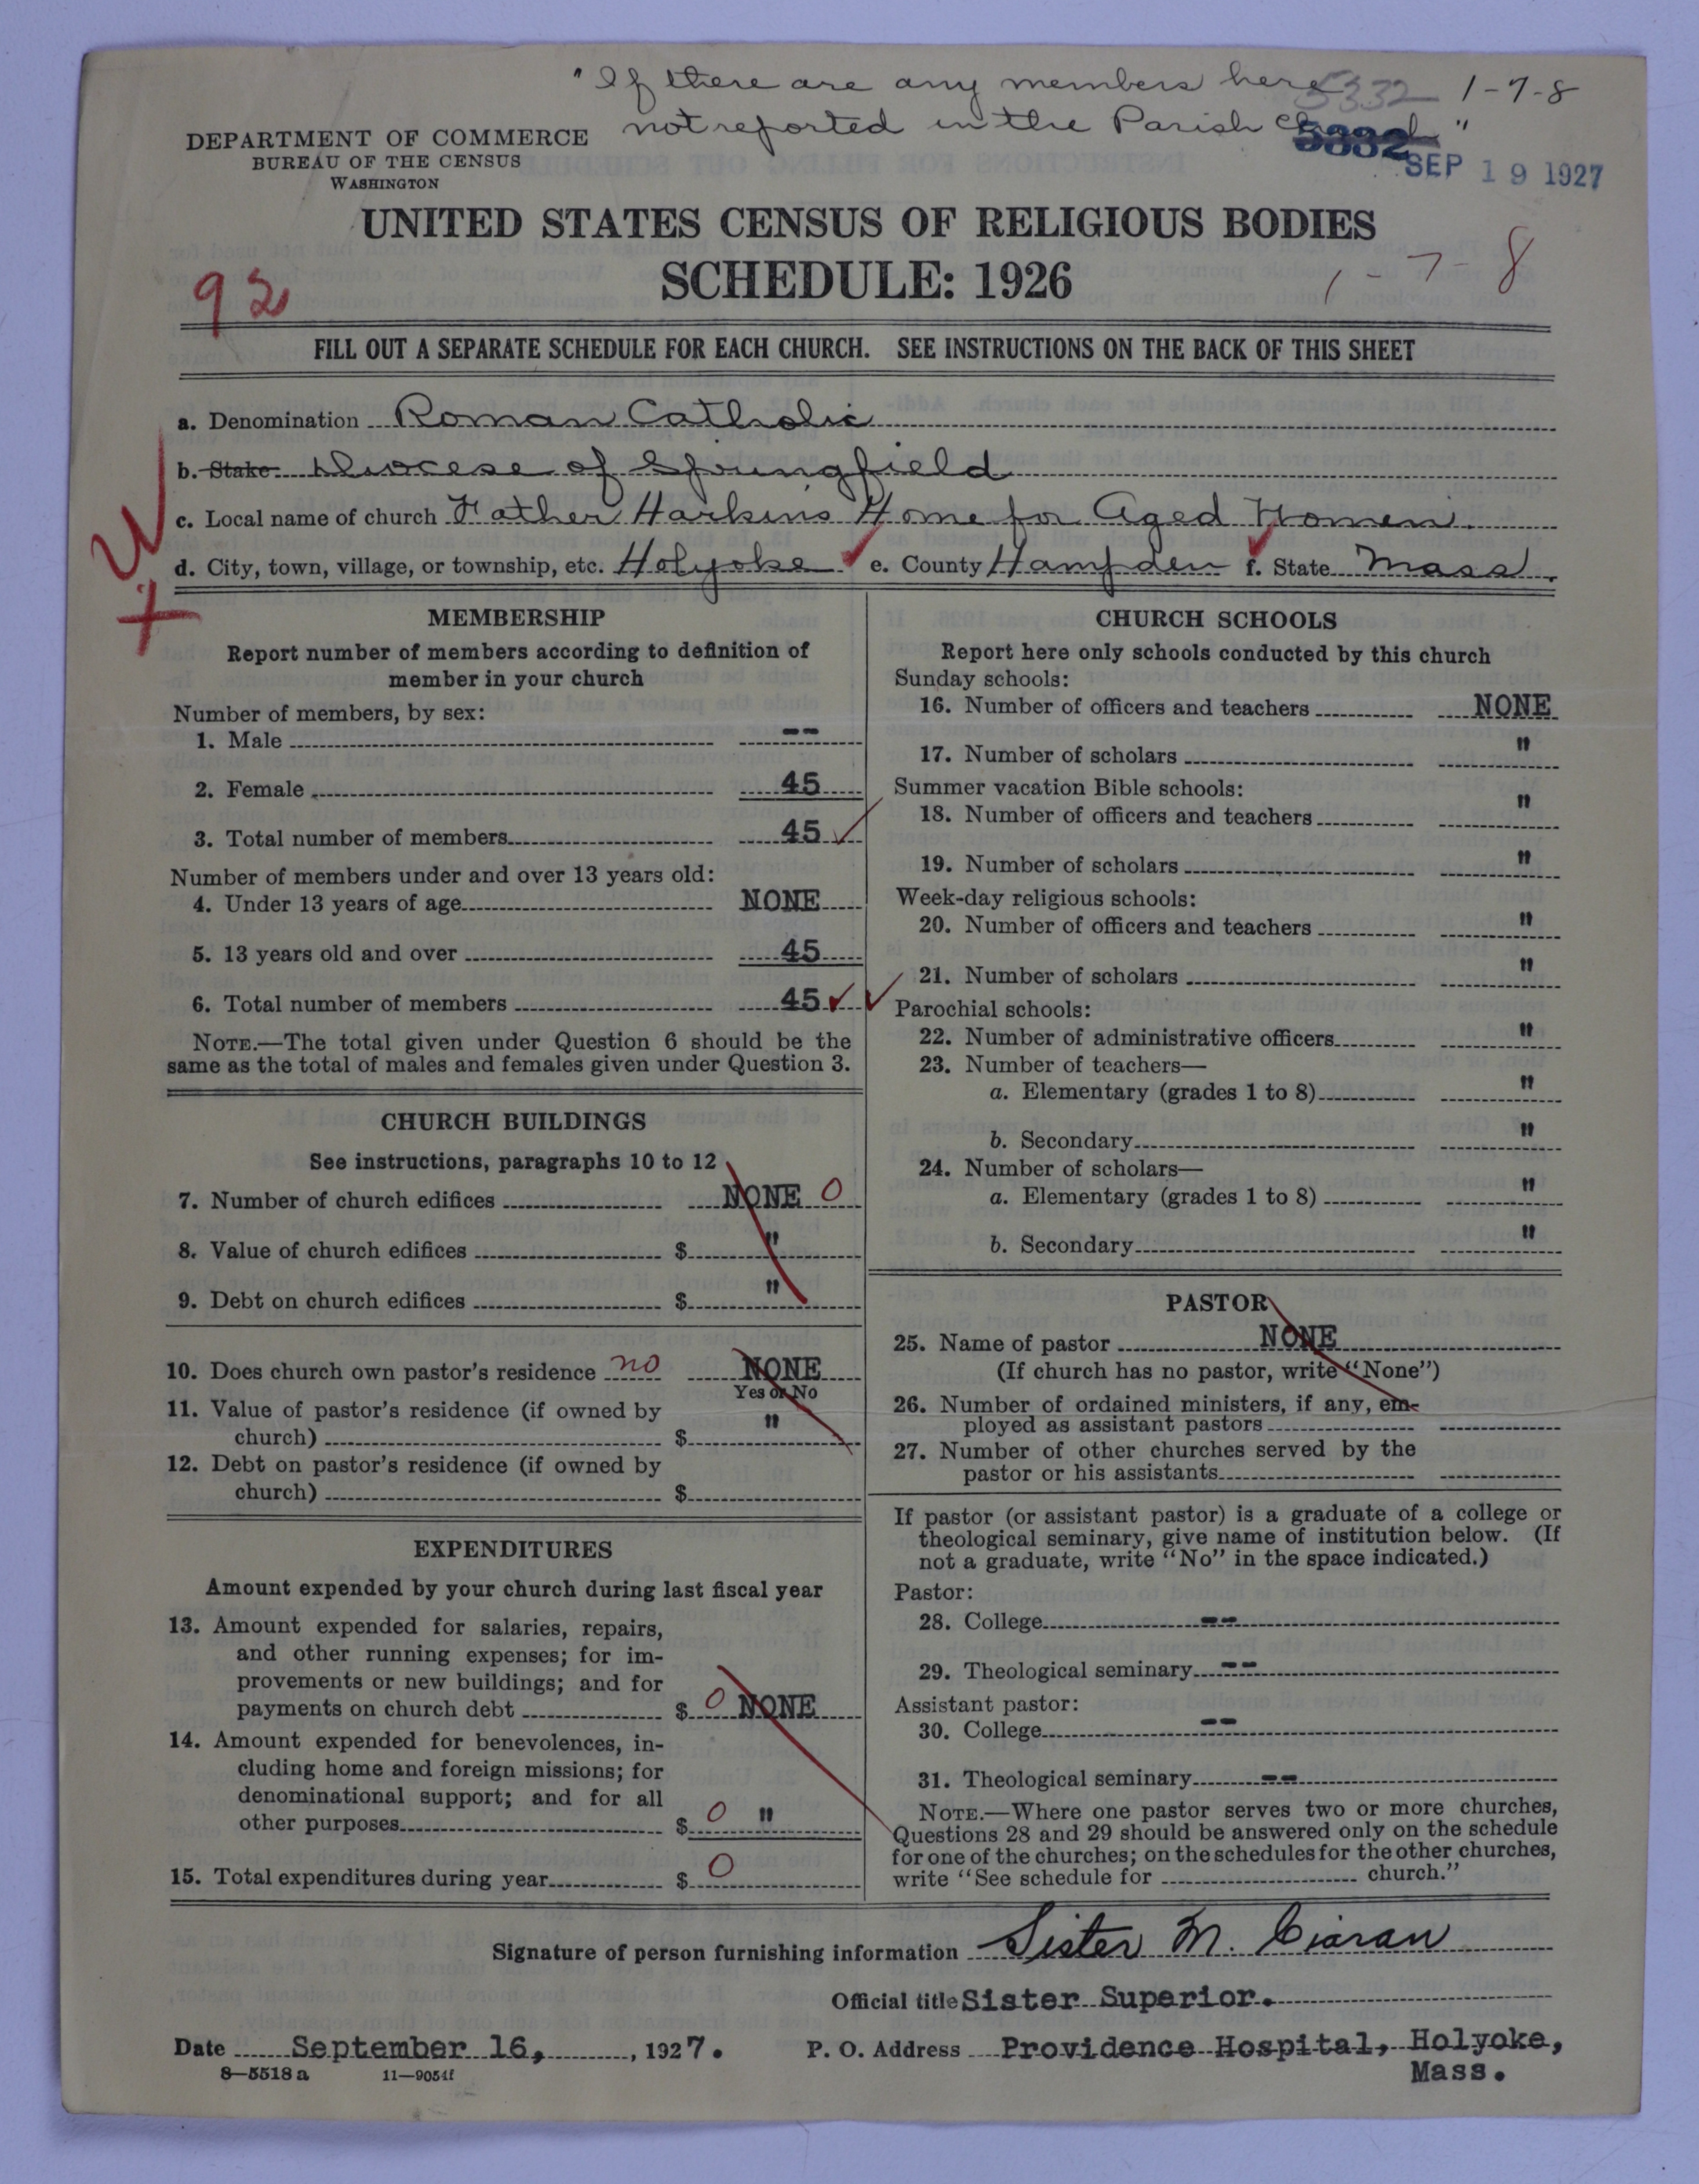 "If there are any members here 5332 1-7-8
not reported in the Parish Church"
5332
SEP 19 1927
DEPARTMENT OF COMMERCE
BUREAU OF THE CENSUS
WASHINGTON
UNITED STATES CENSUS OF RELIGIOUS BODIES
SCHEDULE: 1926
92
1-7-8
FILL OUT A SEPARATE SCHEDULE FOR EACH CHURCH. SEE INSTRUCTIONS ON THE BACK OF THIS SHEET
a. Denomination Roman Catholic
b. Stake Diocese of Springfield
c. Local name of church Father Harkins Home for Aged Women.
d. City, town, village, or township, etc. Holyoke e. County Hampden f. State Mass.
MEMBERSHIP
Report number of members according to definition of
member in your church
Number of members, by sex:
1. Male --
2. Female 45
3. Total number of members 45
Number of members under and over 13 years old:
4. Under 13 years of age NONE
5. 13 years old and over 45
6. Total number of members 45
NOTE.—The total given under Question 6 should be the
same as the total of males and females given under Question 3.
CHURCH BUILDINGS
See instructions, paragraphs 10 to 12
7. Number of church edifices NONE 0
8. Value of church edifices $ "
9. Debt on church edifices $ "
10. Does church own pastor's residence no NONE
Yes or No
11. Value of pastor's residence (if owned by
church) $ "
12. Debt on pastor's residence (if owned by
church) $
EXPENDITURES
Amount expended by your church during last fiscal year
13. Amount expended for salaries, repairs,
and other running expenses; for im-
provements or new buildings; and for
payments on church debt $ 0 NONE
14. Amount expended for benevolences, in-
cluding home and foreign missions; for
denominational support; and for all
other purposes $ 0 "
15. Total expenditures during year $ 0
CHURCH SCHOOLS
Report here only schools conducted by this church
Sunday schools:
16. Number of officers and teachers NONE
17. Number of scholars "
Summer vacation Bible schools:
18. Number of officers and teachers "
19. Number of scholars "
Week-day religious schools:
20. Number of officers and teachers "
21. Number of scholars "
Parochial schools:
22. Number of administrative officers "
23. Number of teachers—
a. Elementary (grades 1 to 8) "
b. Secondary "
24. Number of scholars—
a. Elementary (grades 1 to 8) "
b. Secondary "
PASTOR
25. Name of pastor NONE
(If church has no pastor, write "None")
26. Number of ordained ministers, if any, em-
ployed as assistant pastors
27. Number of other churches served by the
pastor or his assistants
If pastor (or assistant pastor) is a graduate of a college or
theological seminary, give name of institution below. (If
not a graduate, write "No" in the space indicated.)
Pastor:
28. College --
29. Theological seminary --
Assistant pastor:
30. College --
31. Theological seminary --
NOTE.—Where one pastor serves two or more churches,
Questions 28 and 29 should be answered only on the schedule
for one of the churches; on the schedules for the other churches,
write "See schedule for church."
Signature of person furnishing information Sister M. Ciaran
Official title Sister Superior.
Date September 16, , 1927. P. O. Address Providence Hospital, Holyoke,
Mass.
8—5518 a 11—9054f